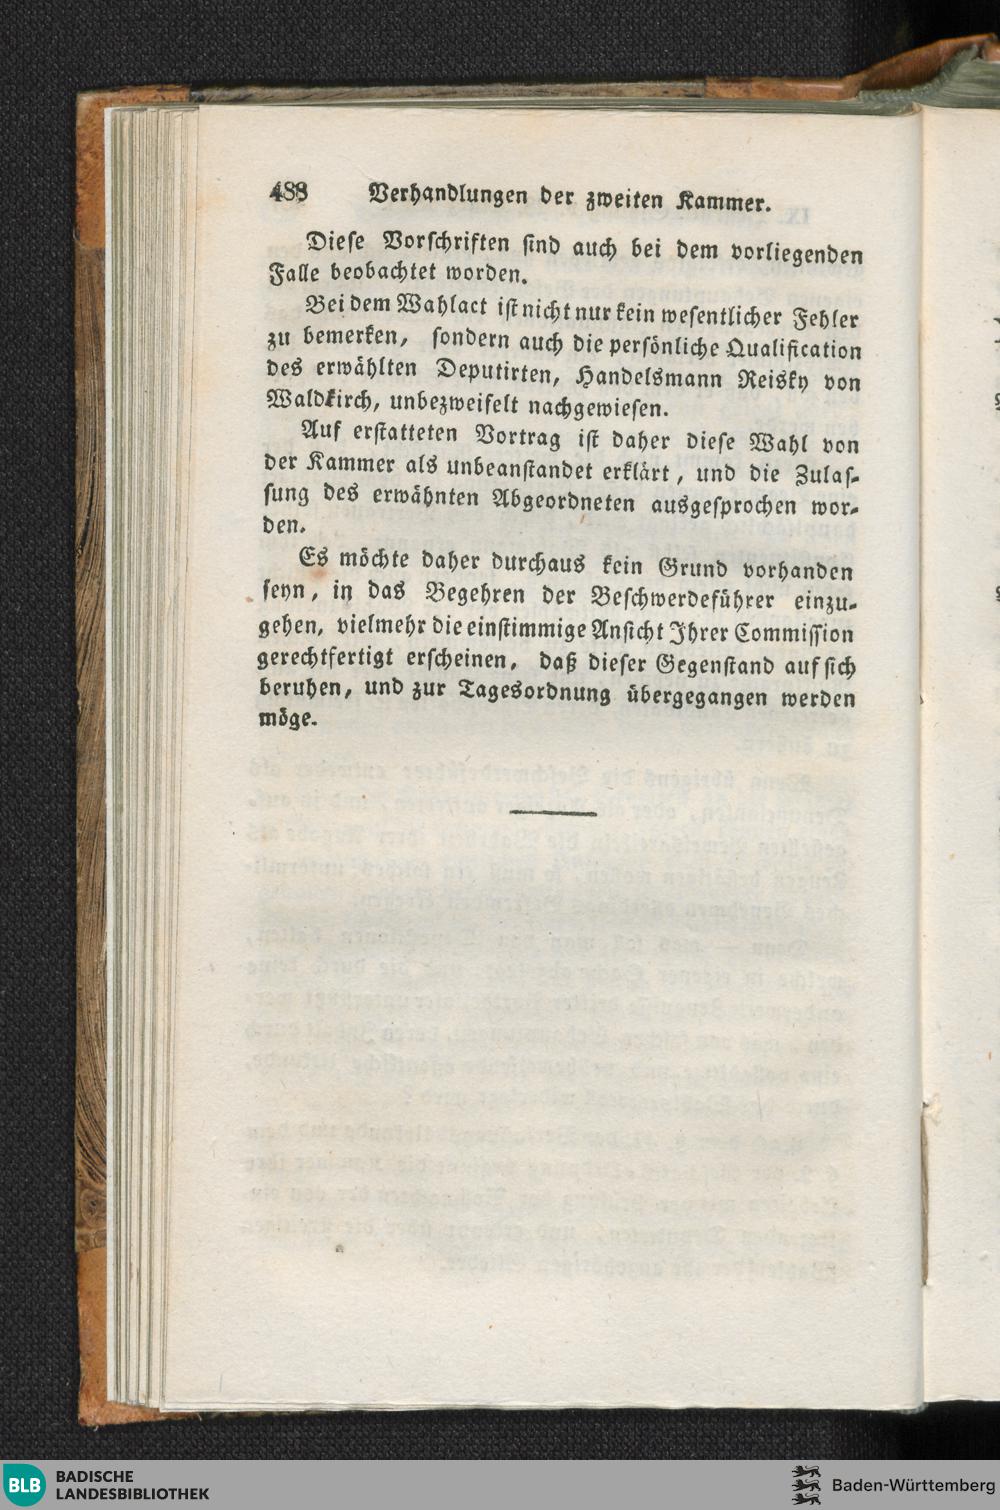 488 Verhandlungen der zweiten Kammer.
Diese Vorschriften sind auch bei dem vorliegenden
Falle beobachtet worden.
Bei dem Wahlact ist nicht nur kein wesentlicher Fehler
zu bemerken, sondern auch die persönliche Qualification
des erwählten Deputirten, Handelsmann Reisky von
Waldkirch, unbezweifelt nachgewiesen.
Auf erstatteten Vortrag ist daher diese Wahl von
der Kammer als unbeanstandet erklärt, und die Zulas-
sung des erwähnten Abgeordneten ausgesprochen wor-
den.
Es möchte daher durchaus kein Grund vorhanden
seyn, in das Begehren der Beschwerdeführer einzu-
gehen, vielmehr die einstimmige Ansicht Ihrer Commission
gerechtfertigt erscheinen, daß dieser Gegenstand auf sich
beruhen, und zur Tagesordnung übergegangen werden
möge.
BLB BADISCHE
LANDESBIBLIOTHEK
Baden-Württemberg